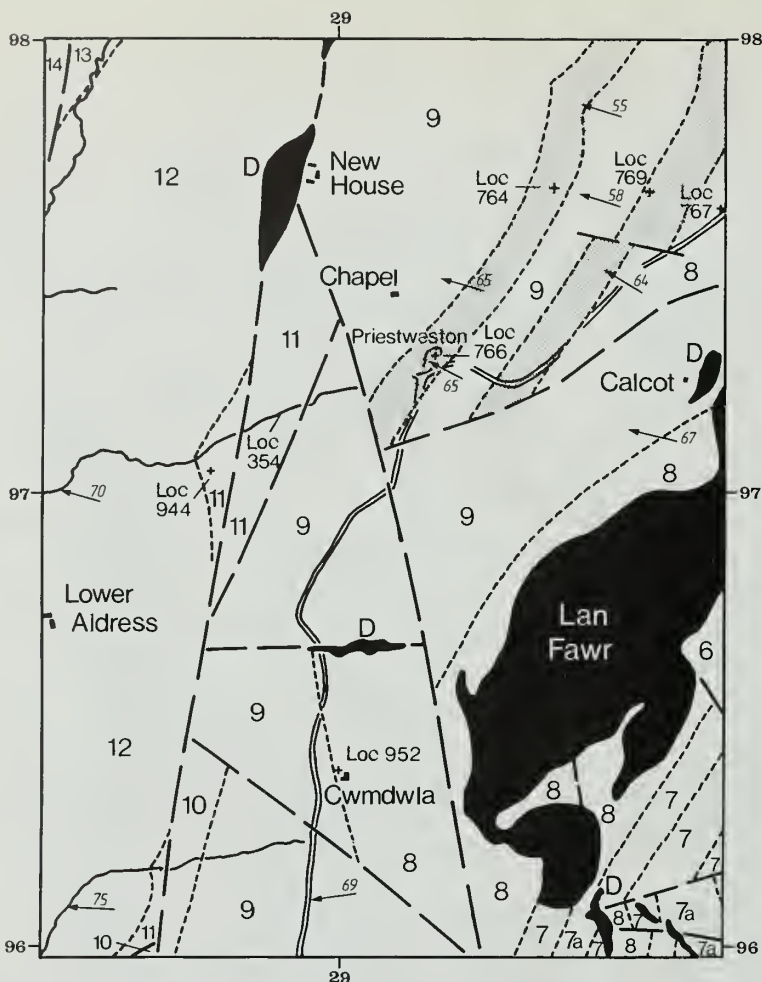 29
98
98
14
13
9
55
12
D
New
House
Loc
764
Loc
769
58
Loc
767
8
Chapel
65
64
9
11
Priestweston
Loc
766
65
D
Calcot
Loc
354
67
8
97
70
Loc
944
11
11
9
9
97
Lower
Aldress
Lan
Fawr
D
6
9
12
Loc 952
Cwmdwla
10
8
8
8
7
7
8
8
7
75
9
69
D
10
11
7
7a
7
8
7
7a
8
7a
96
96
29